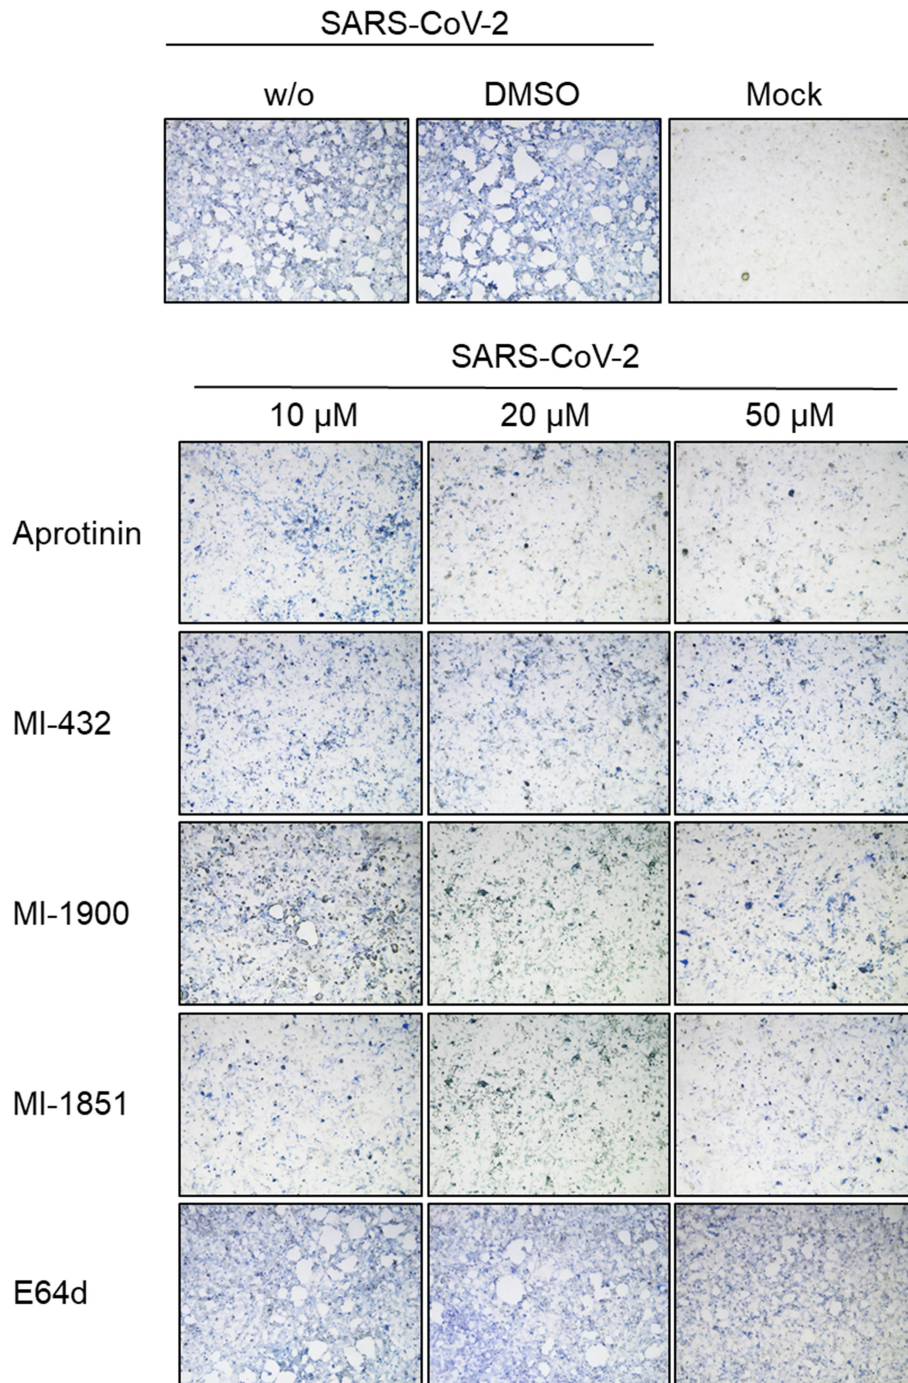 SARS-CoV-2
w/o DMSO Mock
SARS-CoV-2
10 µM 20 µM 50 µM
Aprotinin
MI-432
MI-1900
MI-1851
E64d